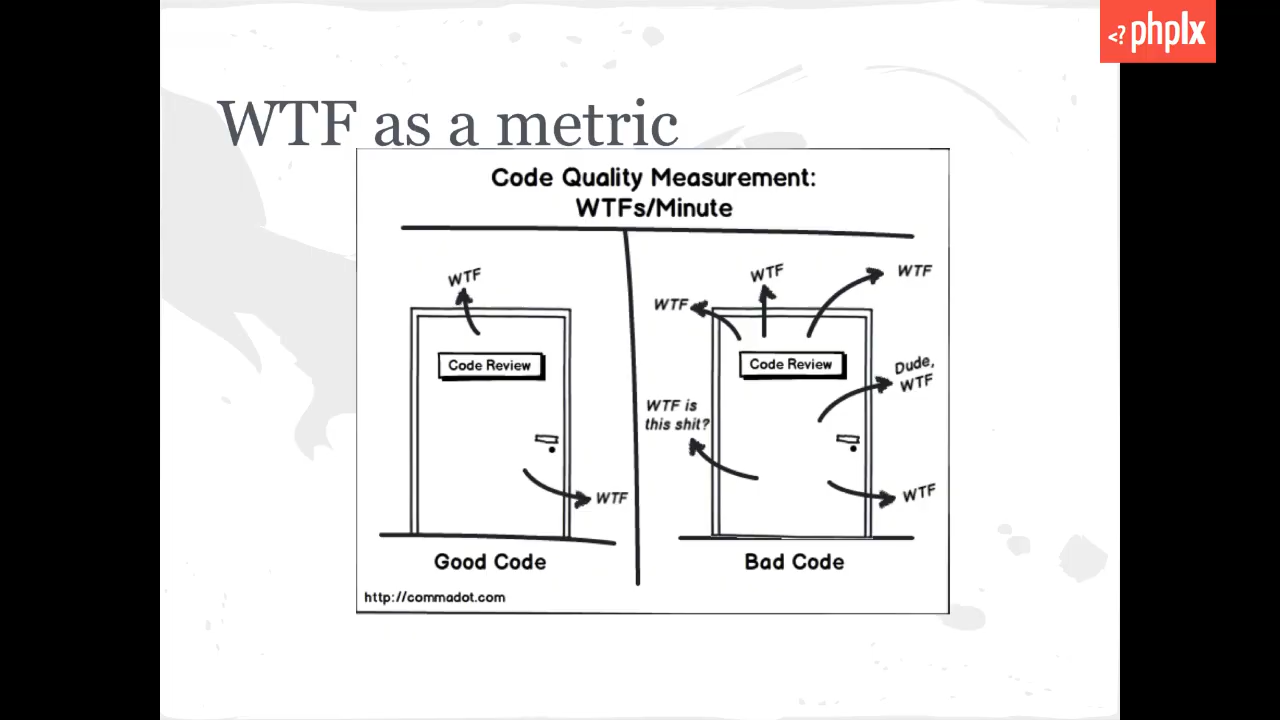 <? phplx
WTF as a metric
Code Quality Measurement:
WTFs/Minute
WTF
Code Review
WTF
Good Code
WTF
WTF
WTF
Code Review
Dude,
WTF
WTF is
this shit?
WTF
Bad Code
http://commadot.com